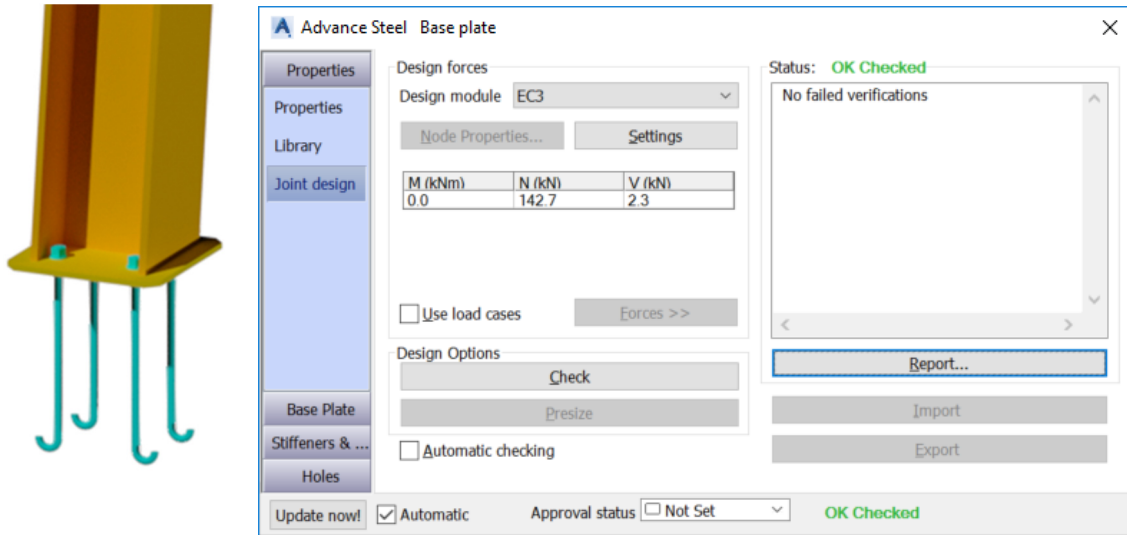 Advance Steel Base plate
Properties
Properties
Library
Joint design
Base Plate
Stiffeners & ...
Holes
Design forces
Design module EC3
Node Properties... Settings
M (kNm) N (kN) V (kN)
0.0 142.7 2.3
Use load cases Forces >>
Design Options
Check
Presize
Automatic checking
Status: OK Checked
No failed verifications
Report...
Import
Export
Update now! Automatic Approval status Not Set OK Checked